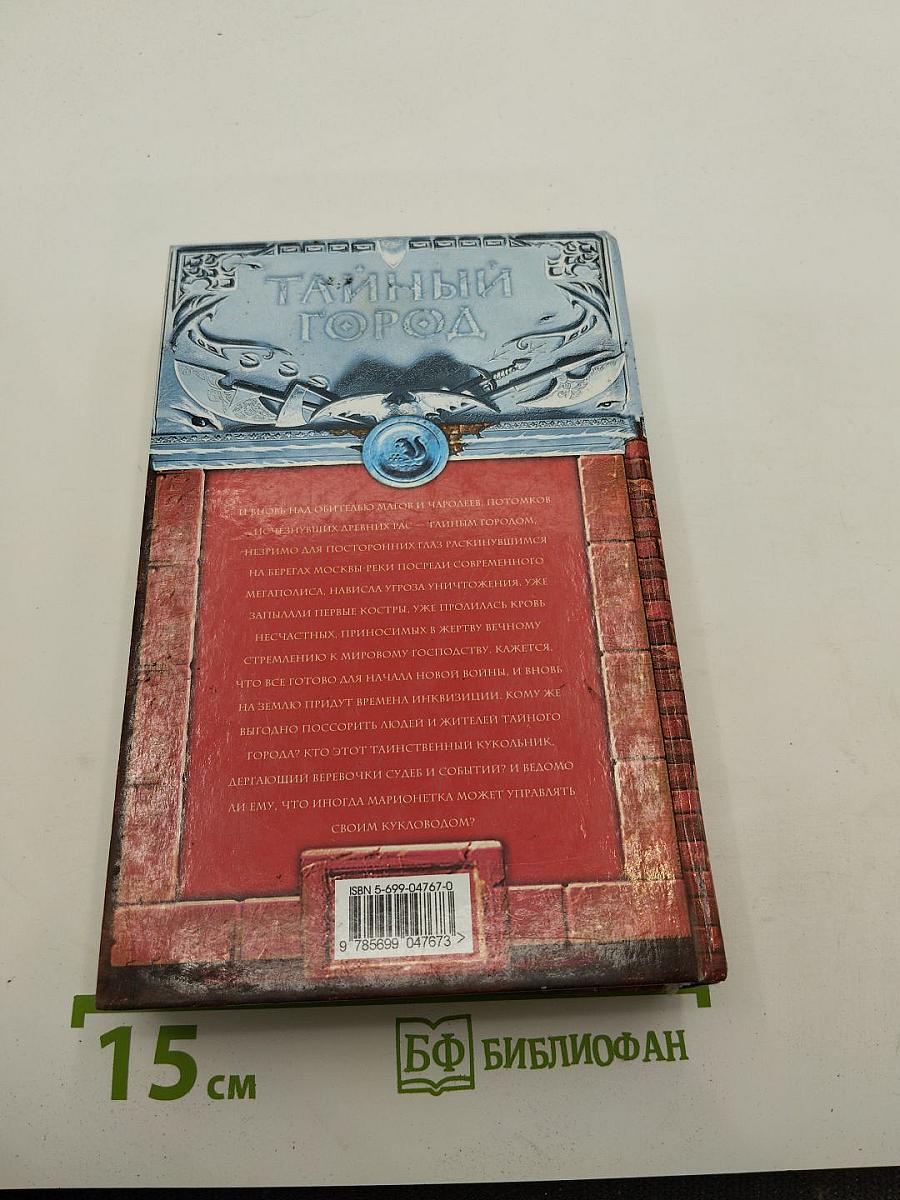 ТАЙНЫЙ
ГОРОД
И ВНОВЬ НАД ОБИТЕЛЬЮ МАГОВ И ЧАРОДЕЕВ, ПОТОМКОВ
ИСЧЕЗНУВШИХ ДРЕВНИХ РАС — ТАЙНЫМ ГОРОДОМ,
НЕЗРИМО ДЛЯ ПОСТОРОННИХ ГЛАЗ РАСКИНУВШИМСЯ
НА БЕРЕГАХ МОСКВЫ-РЕКИ ПОСРЕДИ СОВРЕМЕННОГО
МЕГАПОЛИСА, НАВИСЛА УГРОЗА УНИЧТОЖЕНИЯ. УЖЕ
ЗАПЫЛАЛИ ПЕРВЫЕ КОСТРЫ, УЖЕ ПРОЛИЛАСЬ КРОВЬ
НЕСЧАСТНЫХ, ПРИНОСИМЫХ В ЖЕРТВУ ВЕЧНОМУ
СТРЕМЛЕНИЮ К МИРОВОМУ ГОСПОДСТВУ. КАЖЕТСЯ,
ЧТО ВСЕ ГОТОВО ДЛЯ НАЧАЛА НОВОЙ ВОЙНЫ, И ВНОВЬ
НА ЗЕМЛЮ ПРИДУТ ВРЕМЕНА ИНКВИЗИЦИИ. КОМУ ЖЕ
ВЫГОДНО ПОССОРИТЬ ЛЮДЕЙ И ЖИТЕЛЕЙ ТАЙНОГО
ГОРОДА? КТО ЭТОТ ТАИНСТВЕННЫЙ КУКОЛЬНИК,
ДЕРГАЮЩИЙ ВЕРЕВОЧКИ СУДЕБ И СОБЫТИЙ? И ВЕДОМО
ЛИ ЕМУ, ЧТО ИНОГДА МАРИОНЕТКА МОЖЕТ УПРАВЛЯТЬ
СВОИМ КУКЛОВОДОМ?
ISBN 5-699-04767-0
9 785699 047673 >
15 см
БФ БИБЛИОФАН